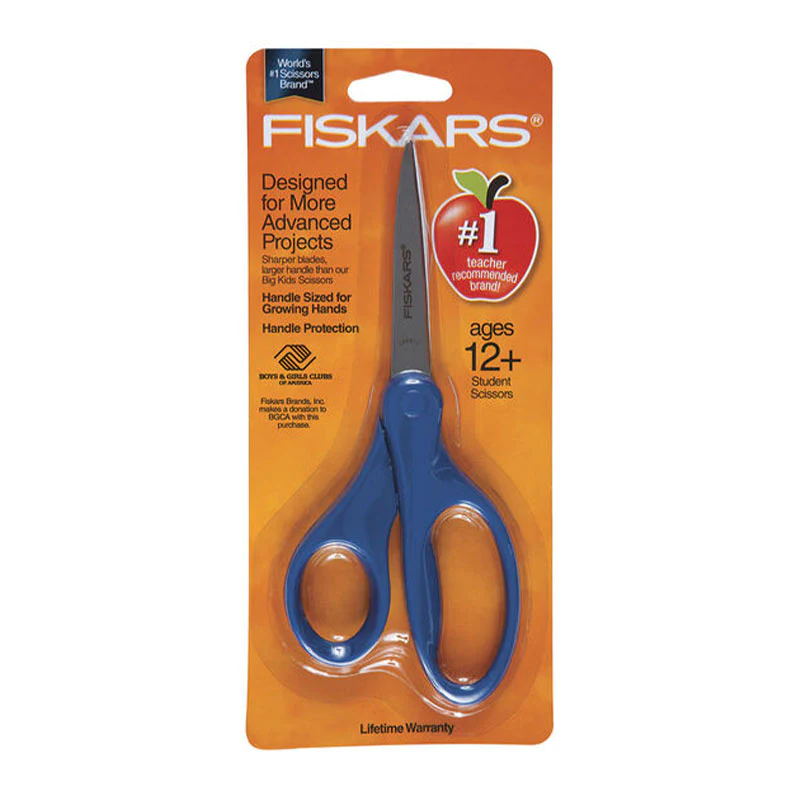 World's
#1 Scissors
Brand™
FISKARS®
Designed
for More
Advanced
Projects
Sharper blades,
larger handle than our
Big Kids Scissors
Handle Sized for
Growing Hands
Handle Protection
BOYS & GIRLS CLUBS
OF AMERICA
Fiskars Brands, Inc.
makes a donation to
BGCA with this
purchase.
FISKARS®
#1
teacher
recommended
brand!
ages
12+
Student
Scissors
Lifetime Warranty